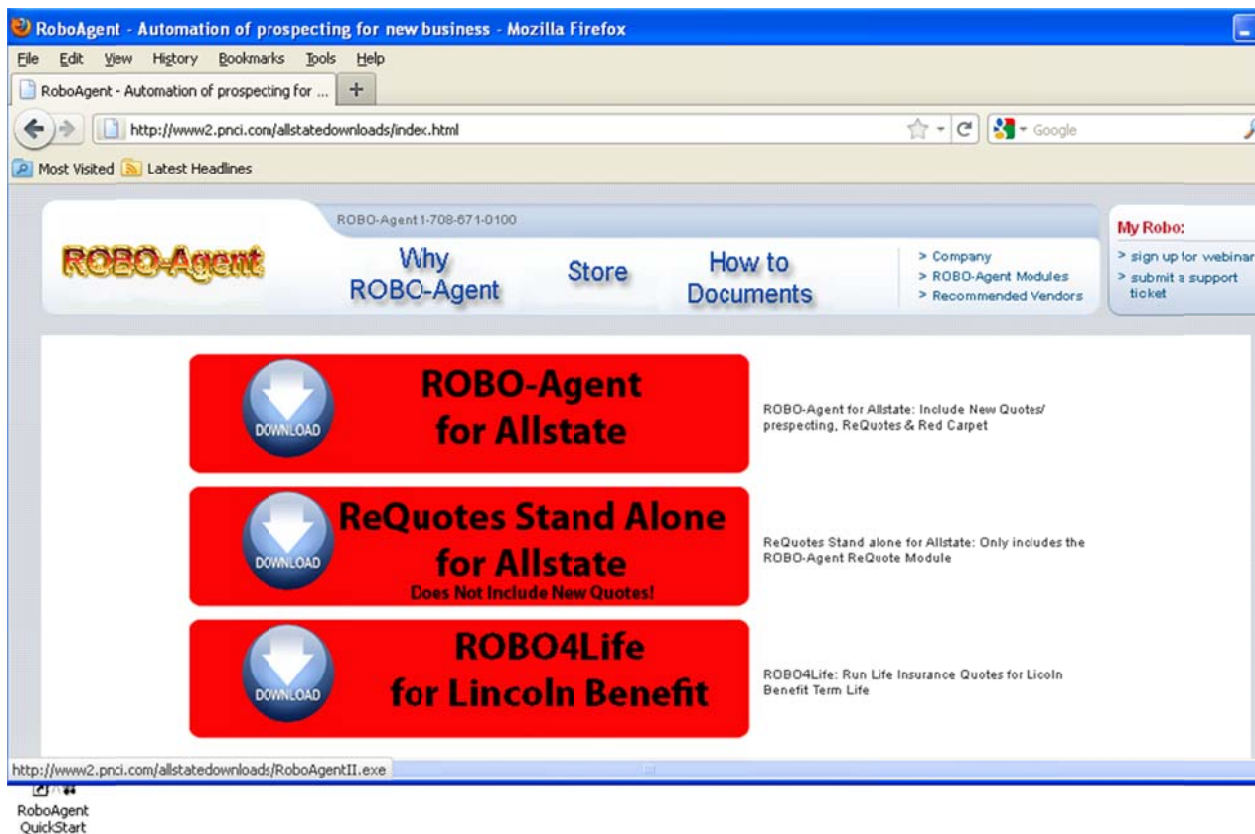 RoboAgent - Automation of prospecting for new business - Mozilla Firefox
File Edit View History Bookmarks Tools Help
RoboAgent - Automation of prospecting for ... +
http://www2.pnci.com/allstatedownloads/index.html
Google
Most Visited Latest Headlines
ROBO-Agent 1-708-671-0100
ROBO-Agent
Why
ROBO-Agent
Store
How to
Documents
> Company
> ROBO-Agent Modules
> Recommended Vendors
My Robo:
> sign up for webinar
> submit a support
ticket
DOWNLOAD
ROBO-Agent
for Allstate
ROBO-Agent for Allstate: Include New Quotes/
prespecting, ReQuotes & Red Carpet
DOWNLOAD
ReQuotes Stand Alone
for Allstate
Does Not Include New Quotes!
ReQuotes Stand alone for Allstate: Only includes the
ROBO-Agent ReQuote Module
DOWNLOAD
ROBO4Life
for Lincoln Benefit
ROBO4Life: Run Life Insurance Quotes for Licoln
Benefit Term Life
http://www2.pnci.com/allstatedownloads/RoboAgentII.exe
RoboAgent
QuickStart